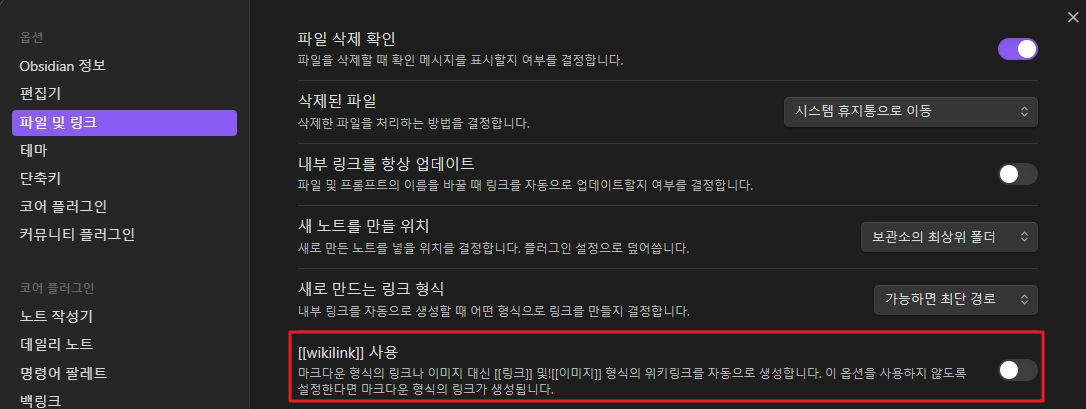 옵션
Obsidian 정보
편집기
파일 및 링크
테마
단축키
코어 플러그인
커뮤니티 플러그인
코어 플러그인
노트 작성기
데일리 노트
명령어 팔레트
백링크
파일 삭제 확인
파일을 삭제할 때 확인 메시지를 표시할지 여부를 결정합니다.
삭제된 파일
삭제한 파일을 처리하는 방법을 결정합니다.
시스템 휴지통으로 이동
내부 링크를 항상 업데이트
파일 및 프롬프트의 이름을 바꿀 때 링크를 자동으로 업데이트할지 여부를 결정합니다.
새 노트를 만들 위치
새로 만든 노트를 넣을 위치를 결정합니다. 플러그인 설정으로 덮어씁니다.
보관소의 최상위 폴더
새로 만드는 링크 형식
내부 링크를 자동으로 생성할 때 어떤 형식으로 링크를 만들지 결정합니다.
가능하면 최단 경로
[[wikilink]] 사용
마크다운 형식의 링크나 이미지 대신 [[링크]] 및![[이미지]] 형식의 위키링크를 자동으로 생성합니다. 이 옵션을 사용하지 않도록
설정한다면 마크다운 형식의 링크가 생성됩니다.